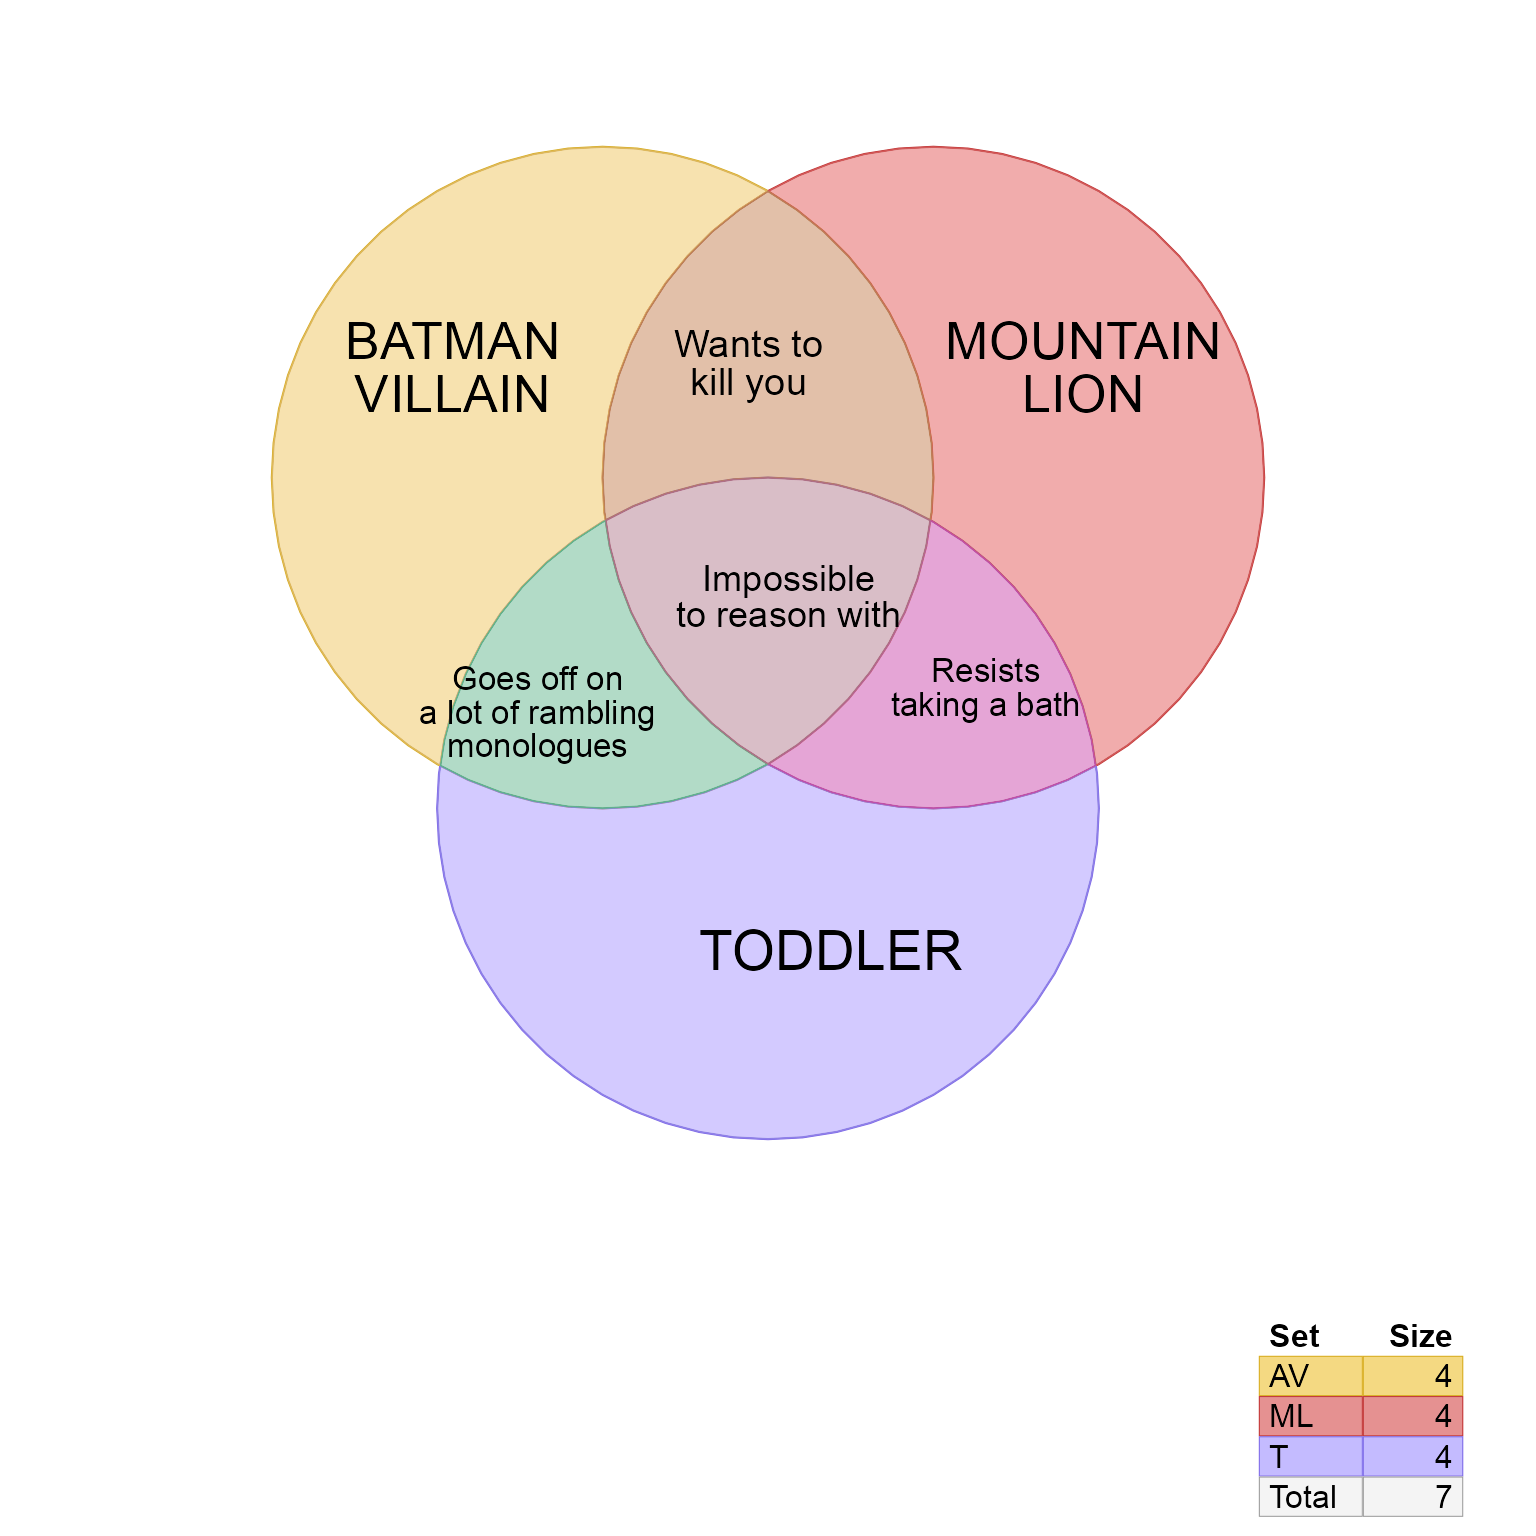 BATMAN
VILLAIN
Wants to
kill you
MOUNTAIN
LION
Impossible
to reason with
Goes off on
a lot of rambling
monologues
Resists
taking a bath
TODDLER
Set Size
AV 4
ML 4
T 4
Total 7